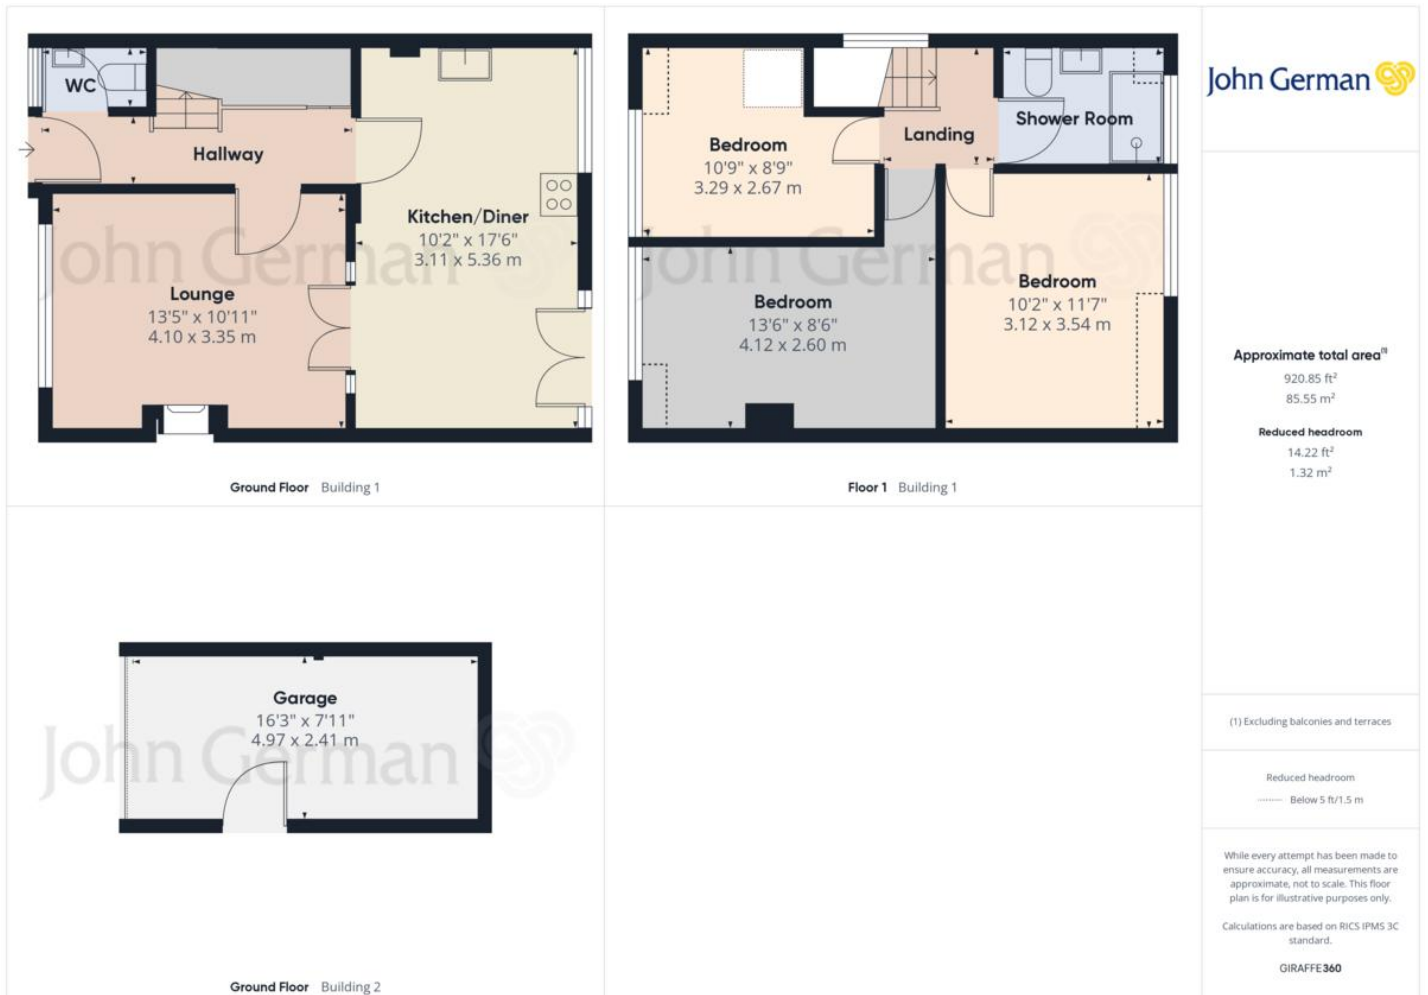 WC
Hallway
Kitchen/Diner
10'2" x 17'6"
3.11 x 5.36 m
Lounge
13'5" x 10'11"
4.10 x 3.35 m
John German
Ground Floor Building 1
Bedroom
10'9" x 8'9"
3.29 x 2.67 m
Landing
Shower Room
Bedroom
13'6" x 8'6"
4.12 x 2.60 m
Bedroom
10'2" x 11'7"
3.12 x 3.54 m
John German
Floor 1 Building 1
Garage
16'3" x 7'11"
4.97 x 2.41 m
John German
Ground Floor Building 2
John German
Approximate total area(1)
920.85 ft²
85.55 m²
Reduced headroom
14.22 ft²
1.32 m²
(1) Excluding balconies and terraces
Reduced headroom
Below 5 ft/1.5 m
While every attempt has been made to
ensure accuracy, all measurements are
approximate, not to scale. This floor
plan is for illustrative purposes only.
Calculations are based on RICS IPMS 3C
standard.
GIRAFFE360